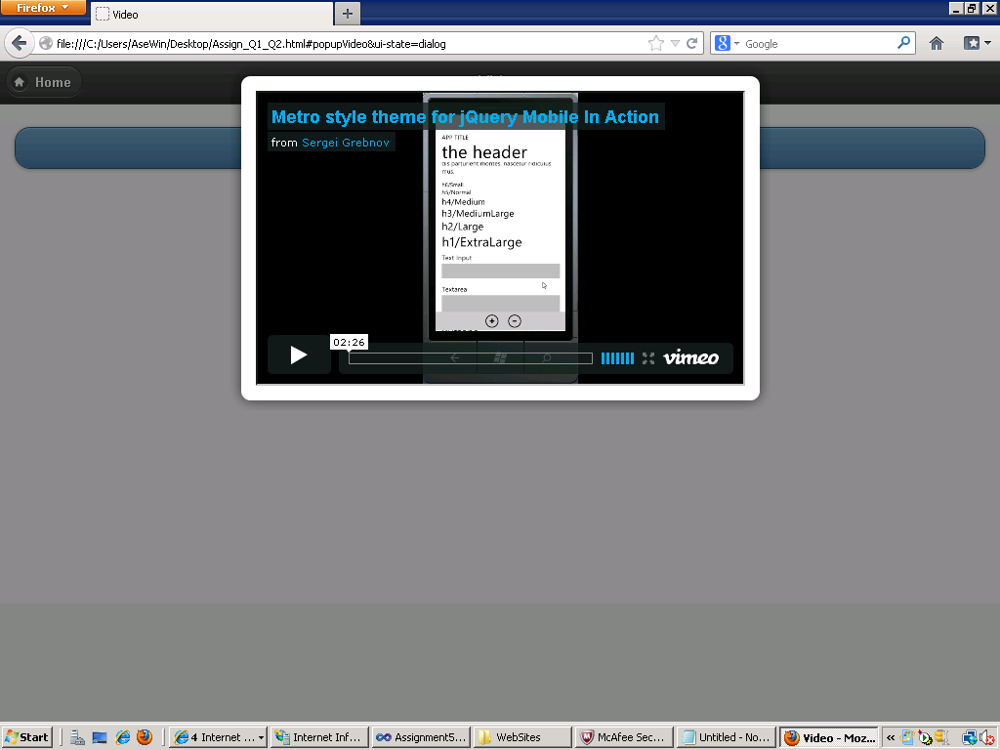 Firefox
Video
file:///C:/Users/AseWin/Desktop/Assign_Q1_Q2.html#popupVideo&ui-state=dialog
Google
Home
Metro style theme for jQuery Mobile In Action
from Sergei Grebnov
APP TITLE
the header
dis parturient montes, nascetur ridiculus
mus.
h6/Small
h5/Normal
h4/Medium
h3/MediumLarge
h2/Large
h1/ExtraLarge
Text input
Textarea
02:26
vimeo
Start
4 Internet ...
Internet Inf...
Assignment5...
WebSites
McAfee Sec...
Untitled - No...
Video - Moz...